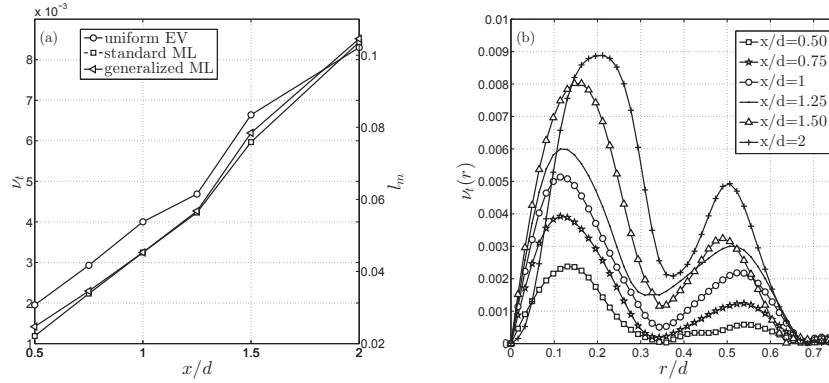 × 10⁻³
(a)
uniform EV
standard ML
generalized ML
8
7
6
5
4
3
2
1
ν_t
0.1
0.08
0.06
0.04
0.02
l_m
0.5
1
1.5
2
x/d
(b)
x/d=0.50
x/d=0.75
x/d=1
x/d=1.25
x/d=1.50
x/d=2
0.01
0.009
0.008
0.007
0.006
0.005
0.004
0.003
0.002
0.001
0
ν_t(r)
0
0.1
0.2
0.3
0.4
0.5
0.6
0.7
r/d